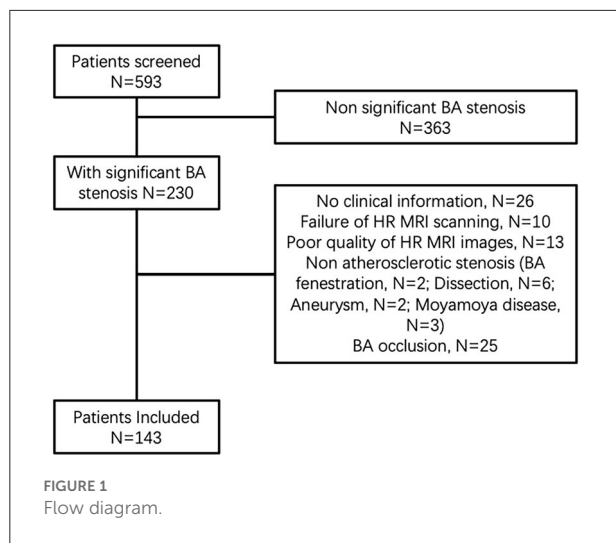 Patients screened
N=593
Non significant BA stenosis
N=363
With significant BA
stenosis N=230
No clinical information, N=26
Failure of HR MRI scanning, N=10
Poor quality of HR MRI images, N=13
Non atherosclerotic stenosis (BA
fenestration, N=2; Dissection, N=6;
Aneurysm, N=2; Moyamoya disease,
N=3)
BA occlusion, N=25
Patients Included
N=143
FIGURE 1
Flow diagram.